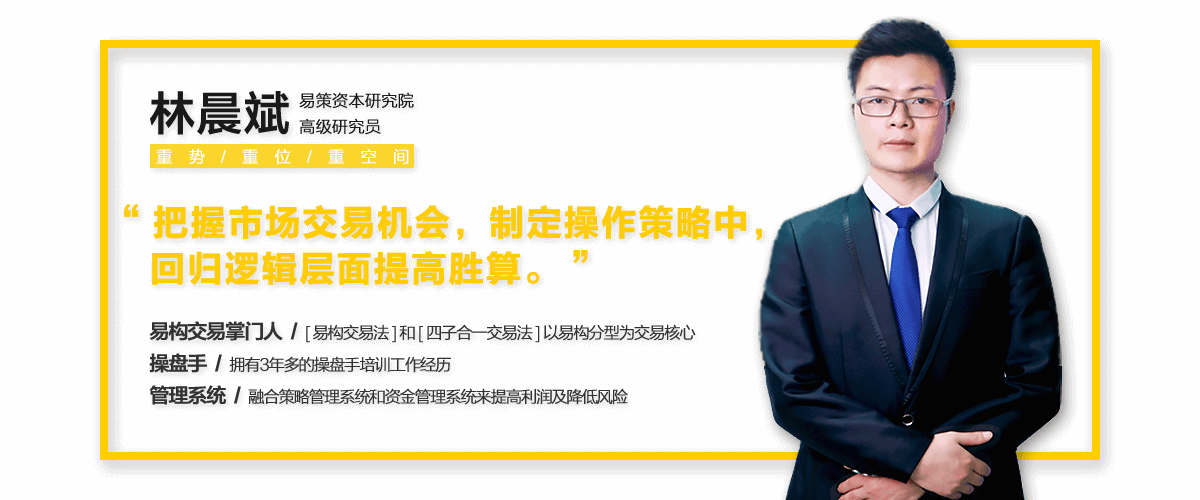 林晨斌
易策资本研究院
高级研究员
重势/重位/重空间
“把握市场交易机会，制定操作策略中，
回归逻辑层面提高胜算。”
易构交易掌门人 / [ 易构交易法 ] 和 [ 四子合一交易法 ] 以易构分型为交易核心
操盘手 / 拥有3年多的操盘手培训工作经历
管理系统 / 融合策略管理系统和资金管理系统来提高利润及降低风险